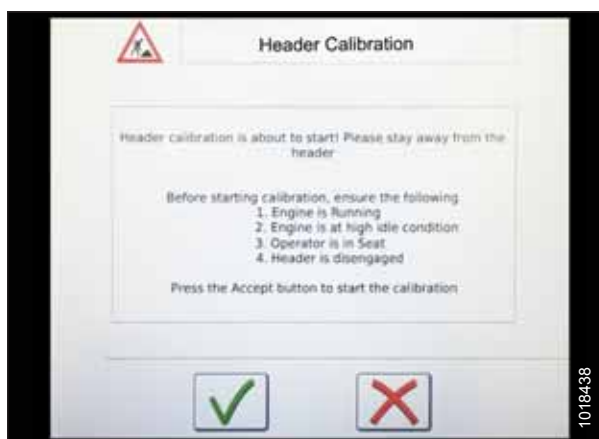 Header Calibration
Header calibration is about to start! Please stay away from the
header
Before starting calibration, ensure the following
1. Engine is Running
2. Engine is at high idle condition
3. Operator is in Seat
4. Header is disengaged
Press the Accept button to start the calibration
1018438